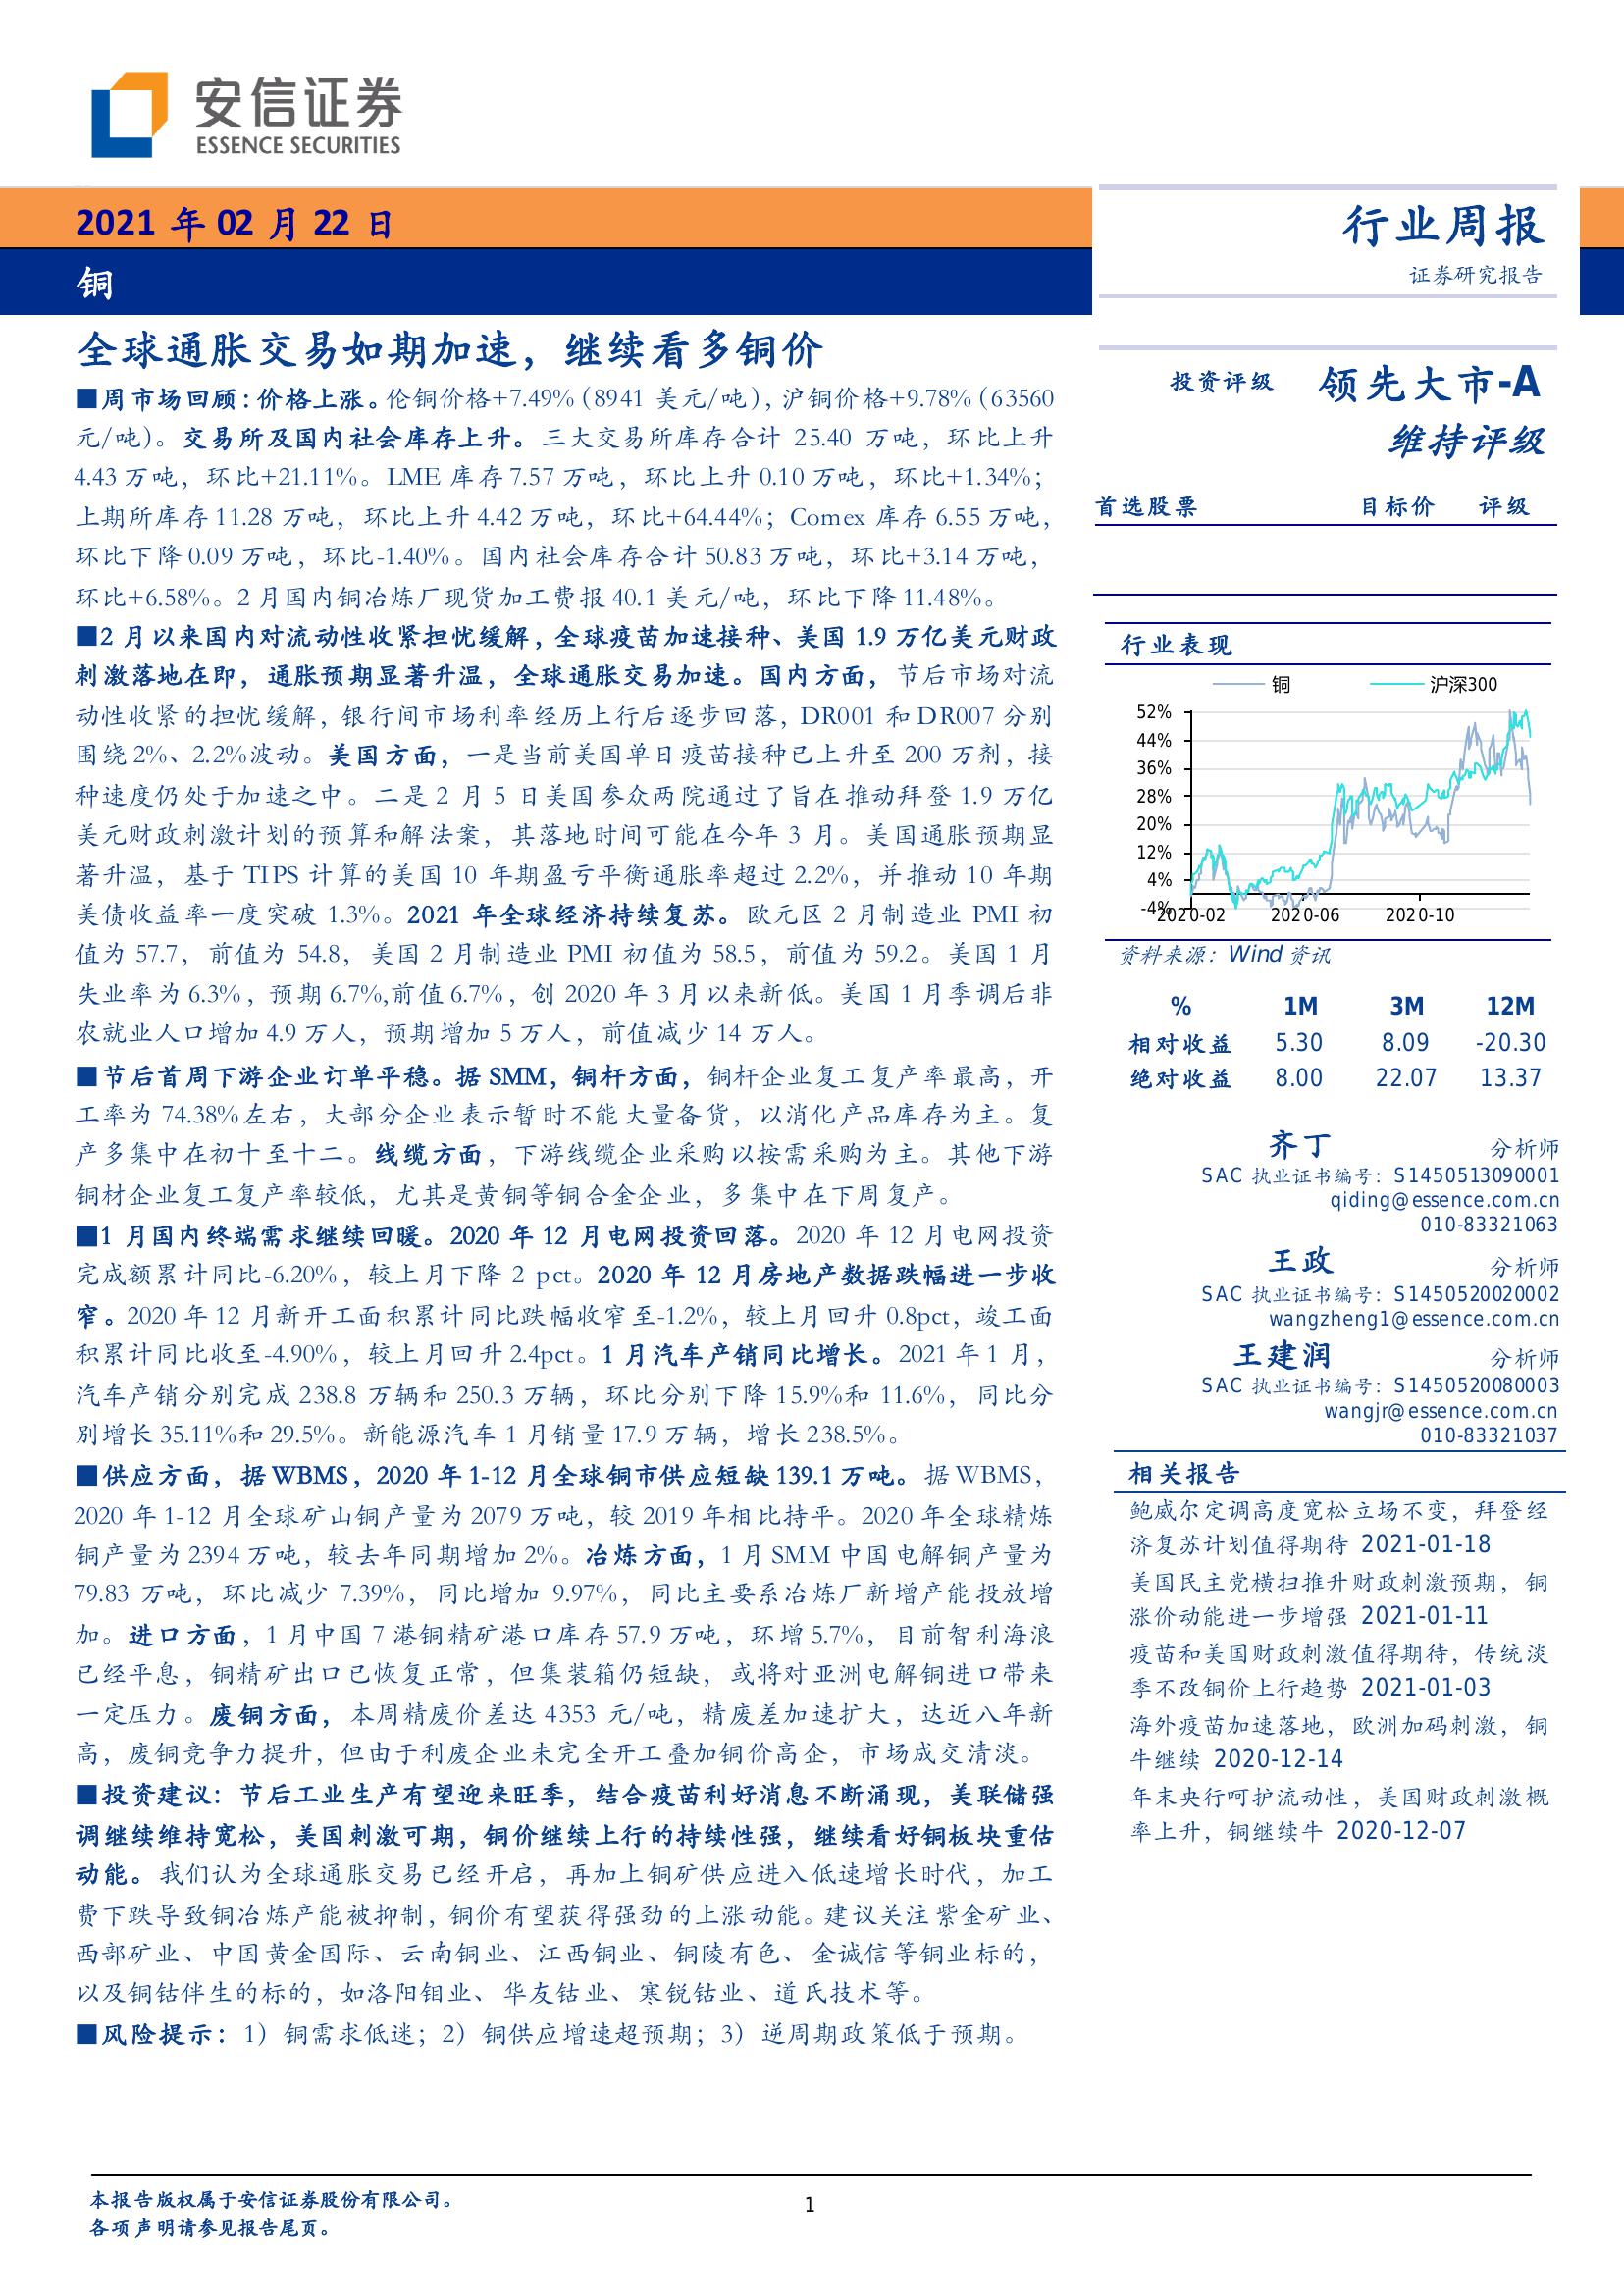 安信证券
ESSENCE SECURITIES
2021 年 02 月 22 日
铜
行业周报
证券研究报告
全球通胀交易如期加速，继续看多铜价
■周市场回顾：价格上涨。伦铜价格+7.49%（8941 美元/吨），沪铜价格+9.78%（63560
元/吨）。交易所及国内社会库存上升。三大交易所库存合计 25.40 万吨，环比上升
4.43 万吨，环比+21.11%。LME 库存 7.57 万吨，环比上升 0.10 万吨，环比+1.34%；
上期所库存 11.28 万吨，环比上升 4.42 万吨，环比+64.44%；Comex 库存 6.55 万吨，
环比下降 0.09 万吨，环比-1.40%。国内社会库存合计 50.83 万吨，环比+3.14 万吨，
环比+6.58%。2 月国内铜冶炼厂现货加工费报 40.1 美元/吨，环比下降 11.48%。
■2 月以来国内对流动性收紧担忧缓解，全球疫苗加速接种、美国 1.9 万亿美元财政
刺激落地在即，通胀预期显著升温，全球通胀交易加速。国内方面，节后市场对流
动性收紧的担忧缓解，银行间市场利率经历上行后逐步回落，DR001 和 DR007 分别
围绕 2%、2.2%波动。美国方面，一是当前美国单日疫苗接种已上升至 200 万剂，接
种速度仍处于加速之中。二是 2 月 5 日美国参众两院通过了旨在推动拜登 1.9 万亿
美元财政刺激计划的预算和解法案，其落地时间可能在今年 3 月。美国通胀预期显
著升温，基于 TIPS 计算的美国 10 年期盈亏平衡通胀率超过 2.2%，并推动 10 年期
美债收益率一度突破 1.3%。2021 年全球经济持续复苏。欧元区 2 月制造业 PMI 初
值为 57.7，前值为 54.8，美国 2 月制造业 PMI 初值为 58.5，前值为 59.2。美国 1 月
失业率为 6.3%，预期 6.7%,前值 6.7%，创 2020 年 3 月以来新低。美国 1 月季调后非
农就业人口增加 4.9 万人，预期增加 5 万人，前值减少 14 万人。
■节后首周下游企业订单平稳。据 SMM，铜杆方面，铜杆企业复工复产率最高，开
工率为 74.38%左右，大部分企业表示暂时不能大量备货，以消化产品库存为主。复
产多集中在初十至十二。线缆方面，下游线缆企业采购以按需采购为主。其他下游
铜材企业复工复产率较低，尤其是黄铜等铜合金企业，多集中在下周复产。
■1 月国内终端需求继续回暖。2020 年 12 月电网投资回落。2020 年 12 月电网投资
完成额累计同比-6.20%，较上月下降 2 pct。2020 年 12 月房地产数据跌幅进一步收
窄。2020 年 12 月新开工面积累计同比跌幅收窄至-1.2%，较上月回升 0.8pct，竣工面
积累计同比收至-4.90%，较上月回升 2.4pct。1 月汽车产销同比增长。2021 年 1 月，
汽车产销分别完成 238.8 万辆和 250.3 万辆，环比分别下降 15.9%和 11.6%，同比分
别增长 35.11%和 29.5%。新能源汽车 1 月销量 17.9 万辆，增长 238.5%。
■供应方面，据 WBMS，2020 年 1-12 月全球铜市供应短缺 139.1 万吨。据 WBMS，
2020 年 1-12 月全球矿山铜产量为 2079 万吨，较 2019 年相比持平。2020 年全球精炼
铜产量为 2394 万吨，较去年同期增加 2%。冶炼方面，1 月 SMM 中国电解铜产量为
79.83 万吨，环比减少 7.39%，同比增加 9.97%，同比主要系冶炼厂新增产能投放增
加。进口方面，1 月中国 7 港铜精矿港口库存 57.9 万吨，环增 5.7%，目前智利海浪
已经平息，铜精矿出口已恢复正常，但集装箱仍短缺，或将对亚洲电解铜进口带来
一定压力。废铜方面，本周精废价差达 4353 元/吨，精废差加速扩大，达近八年新
高，废铜竞争力提升，但由于利废企业未完全开工叠加铜价高企，市场成交清淡。
■投资建议：节后工业生产有望迎来旺季，结合疫苗利好消息不断涌现，美联储强
调继续维持宽松，美国刺激可期，铜价继续上行的持续性强，继续看好铜板块重估
动能。我们认为全球通胀交易已经开启，再加上铜矿供应进入低速增长时代，加工
费下跌导致铜冶炼产能被抑制，铜价有望获得强劲的上涨动能。建议关注紫金矿业、
西部矿业、中国黄金国际、云南铜业、江西铜业、铜陵有色、金诚信等铜业标的，
以及铜钴伴生的标的，如洛阳钼业、华友钴业、寒锐钴业、道氏技术等。
■风险提示：1）铜需求低迷；2）铜供应增速超预期；3）逆周期政策低于预期。
投资评级 领先大市-A
维持评级
首选股票 目标价 评级
行业表现
铜 沪深300
52%
44%
36%
28%
20%
12%
4%
-4%
2020-02 2020-06 2020-10
资料来源：Wind 资讯
% 1M 3M 12M
相对收益 5.30 8.09 -20.30
绝对收益 8.00 22.07 13.37
齐丁 分析师
SAC 执业证书编号：S1450513090001
qiding@essence.com.cn
010-83321063
王政 分析师
SAC 执业证书编号：S1450520020002
wangzheng1@essence.com.cn
王建润 分析师
SAC 执业证书编号：S1450520080003
wangjr@essence.com.cn
010-83321037
相关报告
鲍威尔定调高度宽松立场不变，拜登经
济复苏计划值得期待 2021-01-18
美国民主党横扫推升财政刺激预期，铜
涨价动能进一步增强 2021-01-11
疫苗和美国财政刺激值得期待，传统淡
季不改铜价上行趋势 2021-01-03
海外疫苗加速落地，欧洲加码刺激，铜
牛继续 2020-12-14
年末央行呵护流动性，美国财政刺激概
率上升，铜继续牛 2020-12-07
本报告版权属于安信证券股份有限公司。
各项声明请参见报告尾页。
1